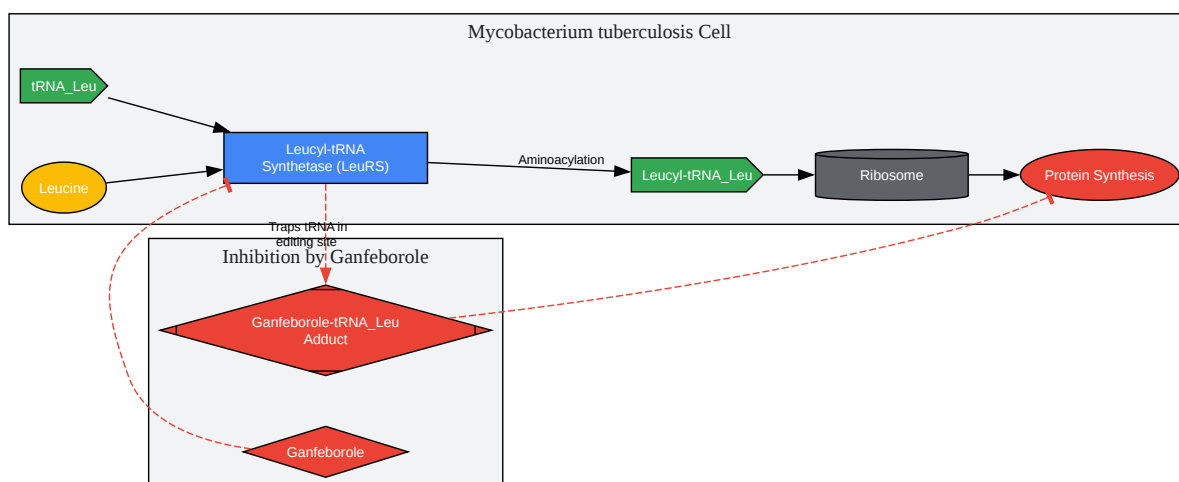 Mycobacterium tuberculosis Cell
tRNA_Leu
Leucine
Leucyl-tRNA
Synthetase (LeuRS)
Aminoacylation
Leucyl-tRNA_Leu
Ribosome
Protein Synthesis
Traps tRNA in
editing site
Inhibition by Ganfeborole
Ganfeborole-tRNA_Leu
Adduct
Ganfeborole